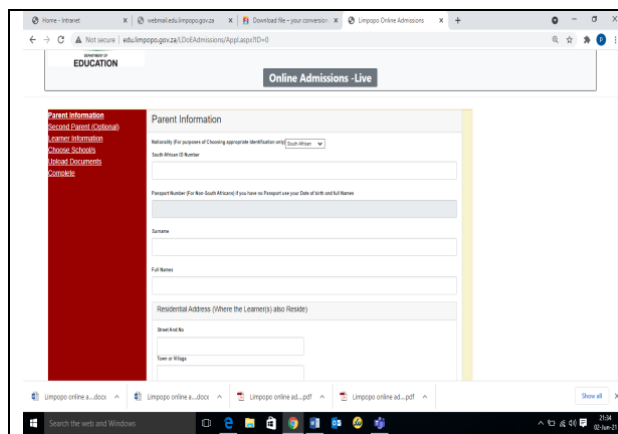 Home - Intranet
webmail.edu.limpopo.gov.za
Download file – your conversion
Limpopo Online Admissions
Not secure | edu.limpopo.gov.za/LDoEAdmissions/Appl.aspx?ID=0
DEPARTMENT OF
EDUCATION
Online Admissions -Live
Parent Information
Second Parent (Optional)
Learner Information
Choose School/s
Upload Documents
Complete
Parent Information
Nationality (For purposes of Choosing appropriate Identification only) South African
South African ID Number
Passport Number (For Non-South Africans) if you have no Passport use your Date of birth and full Names
Surname
Full Names
Residential Address (Where the Learner(s) also Reside)
Street And No
Town or Village
Limpopo online a...docx
Limpopo online a...docx
Limpopo online ad...pdf
Limpopo online ad...pdf
Show all
Search the web and Windows
21:34
02-Jun-21